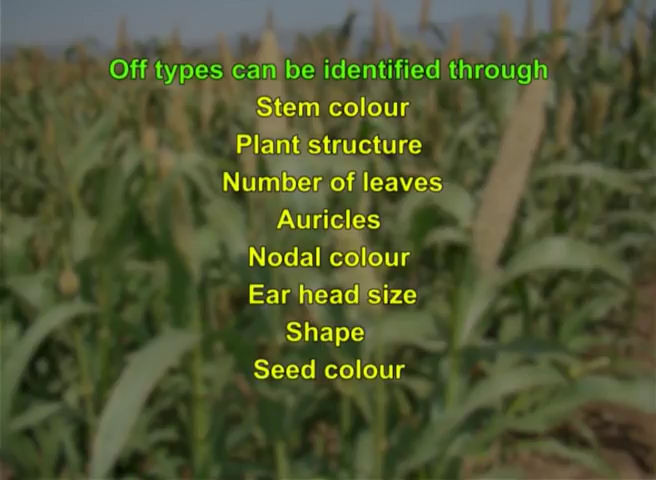 Off types can be identified through
Stem colour
Plant structure
Number of leaves
Auricles
Nodal colour
Ear head size
Shape
Seed colour